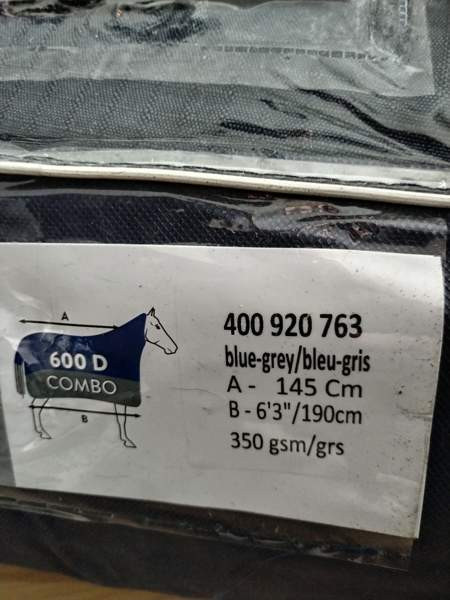 A
600 D
COMBO
B
400 920 763
blue-grey/bleu-gris
A - 145 Cm
B - 6'3"/190cm
350 gsm/grs